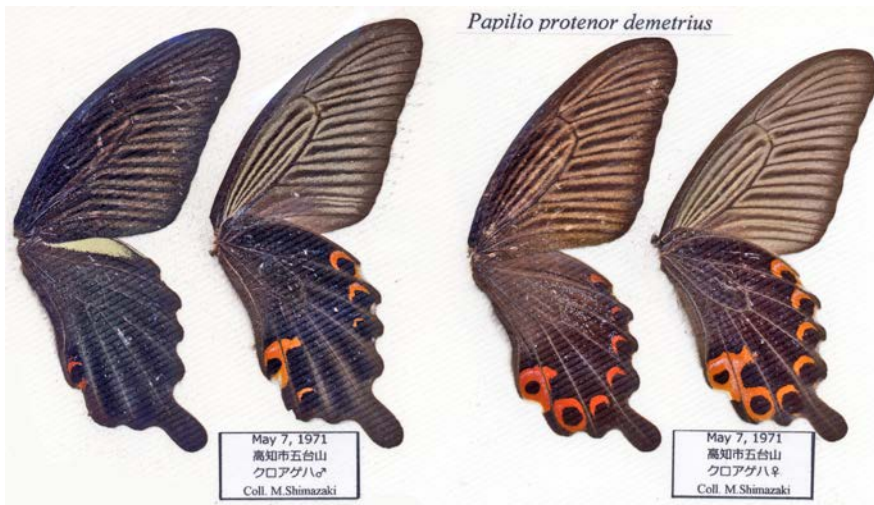 Papilio protenor demetrius
May 7, 1971
高知市五台山
クロアゲハ♂
Coll. M.Shimazaki
May 7, 1971
高知市五台山
クロアゲハ♀
Coll. M.Shimazaki